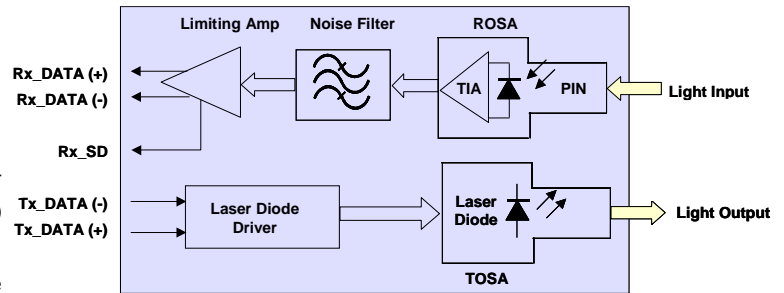 Limiting Amp
Noise Filter
ROSA
Rx_DATA (+)
Rx_DATA (-)
TIA
PIN
Light Input
Rx_SD
Tx_DATA (-)
Tx_DATA (+)
Laser Diode
Driver
Laser
Diode
Light Output
TOSA